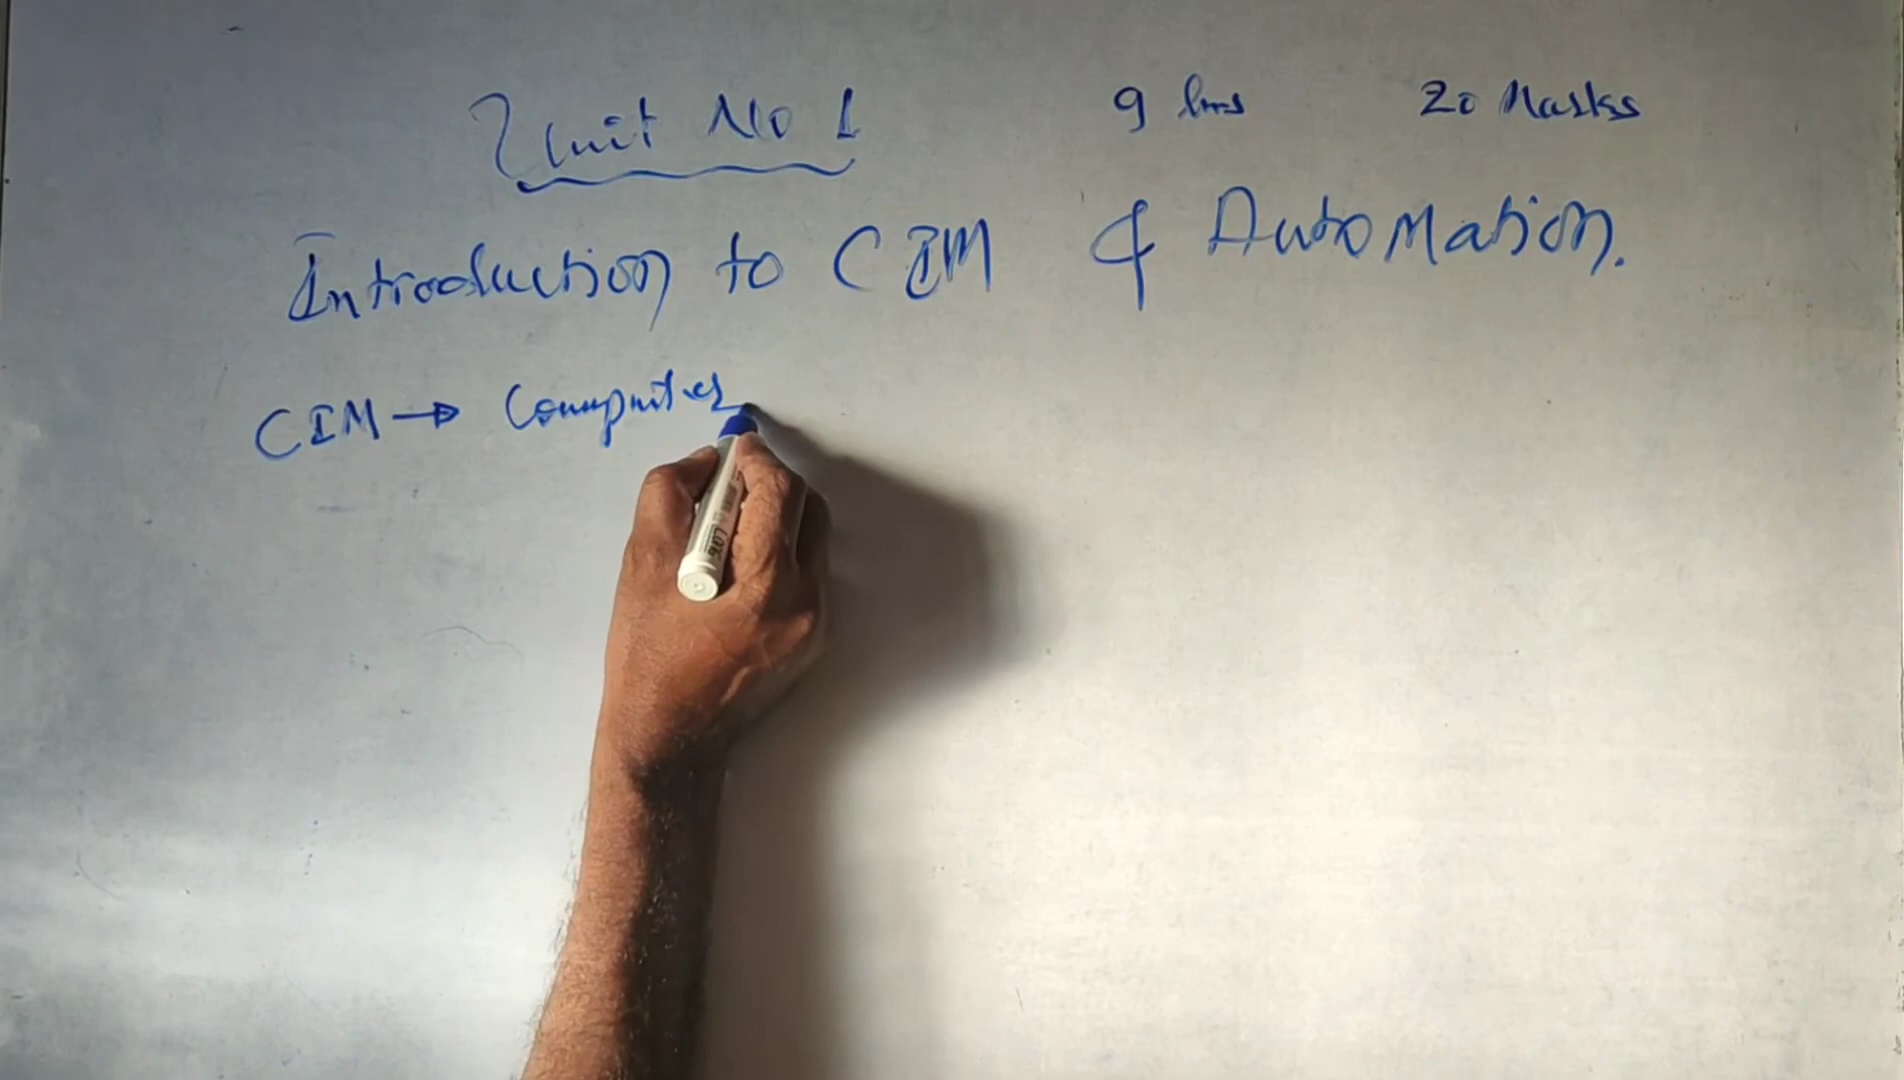 Unit No 1 9 hrs 20 Marks
Introduction to CIM & Automation.
CIM → Computer